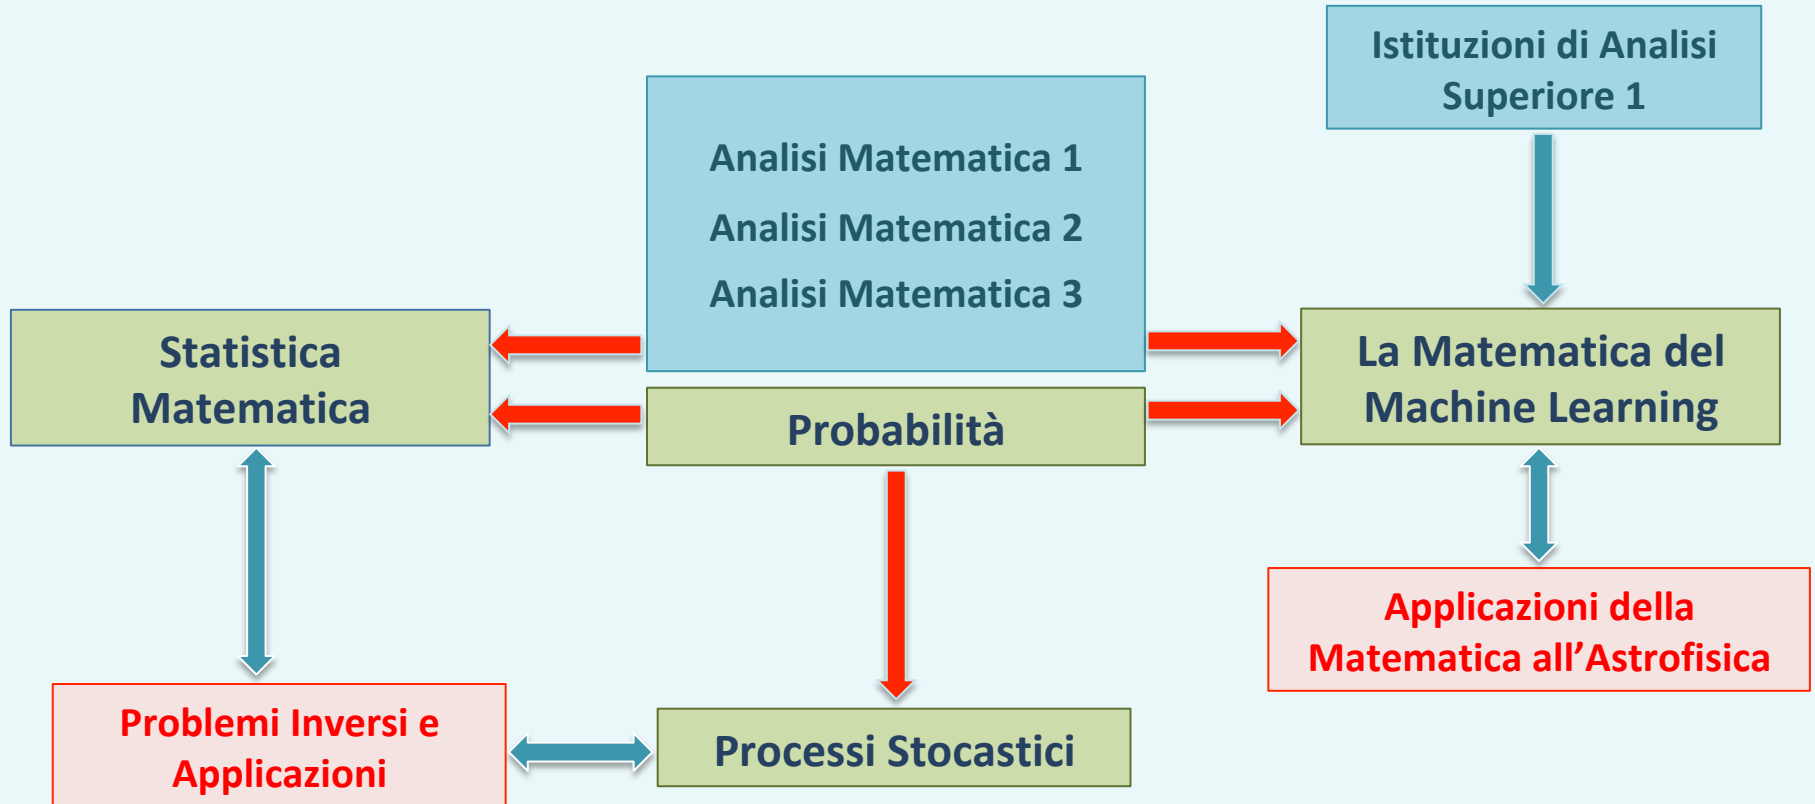 Istituzioni di Analisi
Superiore 1
Analisi Matematica 1
Analisi Matematica 2
Analisi Matematica 3
Statistica
Matematica
La Matematica del
Machine Learning
Probabilità
Applicazioni della
Matematica all’Astrofisica
Problemi Inversi e
Applicazioni
Processi Stocastici